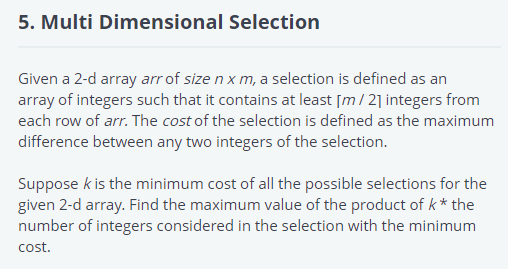 5. Multi Dimensional Selection
Given a 2-d array arr of size n x m, a selection is defined as an
array of integers such that it contains at least ⌈m / 2⌉ integers from
each row of arr. The cost of the selection is defined as the maximum
difference between any two integers of the selection.
Suppose k is the minimum cost of all the possible selections for the
given 2-d array. Find the maximum value of the product of k * the
number of integers considered in the selection with the minimum
cost.